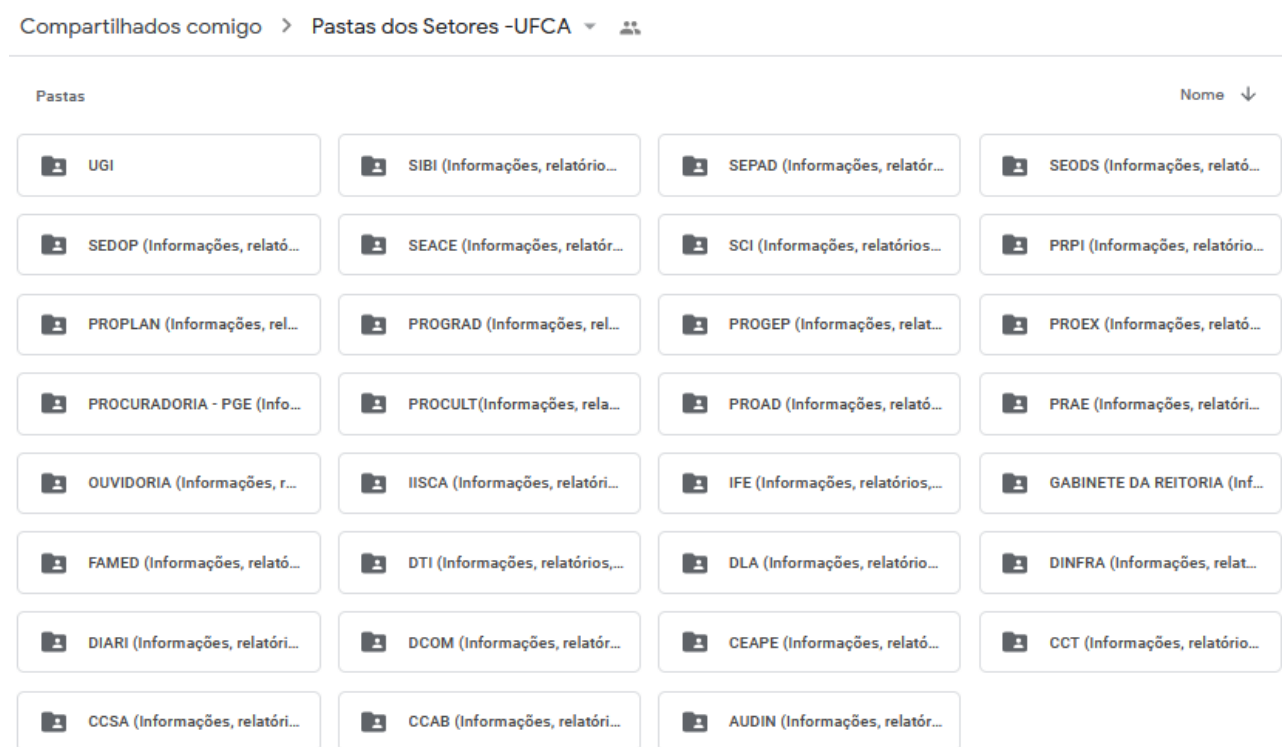 Compartilhados comigo > Pastas dos Setores -UFCA
Pastas
Nome
UGI
SIBI (Informações, relatório...
SEPAD (Informações, relatór...
SEODS (Informações, relató...
SEDOP (Informações, relató...
SEACE (Informações, relatór...
SCI (Informações, relatórios...
PRPI (Informações, relatório...
PROPLAN (Informações, rel...
PROGRAD (Informações, rel...
PROGEP (Informações, relat...
PROEX (Informações, relató...
PROCURADORIA - PGE (Info...
PROCULT(Informações, rela...
PROAD (Informações, relató...
PRAE (Informações, relatóri...
OUVIDORIA (Informações, r...
IISCA (Informações, relatóri...
IFE (Informações, relatórios,...
GABINETE DA REITORIA (Inf...
FAMED (Informações, relató...
DTI (Informações, relatórios,...
DLA (Informações, relatório...
DINFRA (Informações, relat...
DIARI (Informações, relatóri...
DCOM (Informações, relatór...
CEAPE (Informações, relató...
CCT (Informações, relatório...
CCSA (Informações, relatóri...
CCAB (Informações, relatóri...
AUDIN (Informações, relatór...